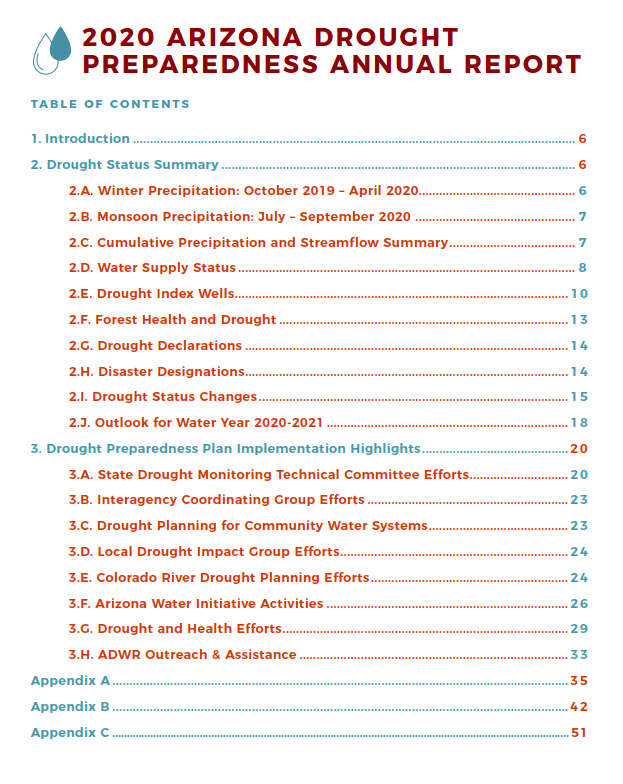 2020 ARIZONA DROUGHT
PREPAREDNESS ANNUAL REPORT
TABLE OF CONTENTS
1. Introduction ........................................ 6
2. Drought Status Summary ........................................ 6
2.A. Winter Precipitation: October 2019 – April 2020........................................ 6
2.B. Monsoon Precipitation: July – September 2020 ........................................ 7
2.C. Cumulative Precipitation and Streamflow Summary........................................ 7
2.D. Water Supply Status ........................................ 8
2.E. Drought Index Wells........................................ 10
2.F. Forest Health and Drought ........................................ 13
2.G. Drought Declarations ........................................ 14
2.H. Disaster Designations........................................ 14
2.I. Drought Status Changes........................................ 15
2.J. Outlook for Water Year 2020-2021 ........................................ 18
3. Drought Preparedness Plan Implementation Highlights........................................ 20
3.A. State Drought Monitoring Technical Committee Efforts........................................ 20
3.B. Interagency Coordinating Group Efforts ........................................ 23
3.C. Drought Planning for Community Water Systems........................................ 23
3.D. Local Drought Impact Group Efforts........................................ 24
3.E. Colorado River Drought Planning Efforts........................................ 24
3.F. Arizona Water Initiative Activities ........................................ 26
3.G. Drought and Health Efforts........................................ 29
3.H. ADWR Outreach & Assistance ........................................ 33
Appendix A ........................................ 35
Appendix B ........................................ 42
Appendix C ........................................ 51